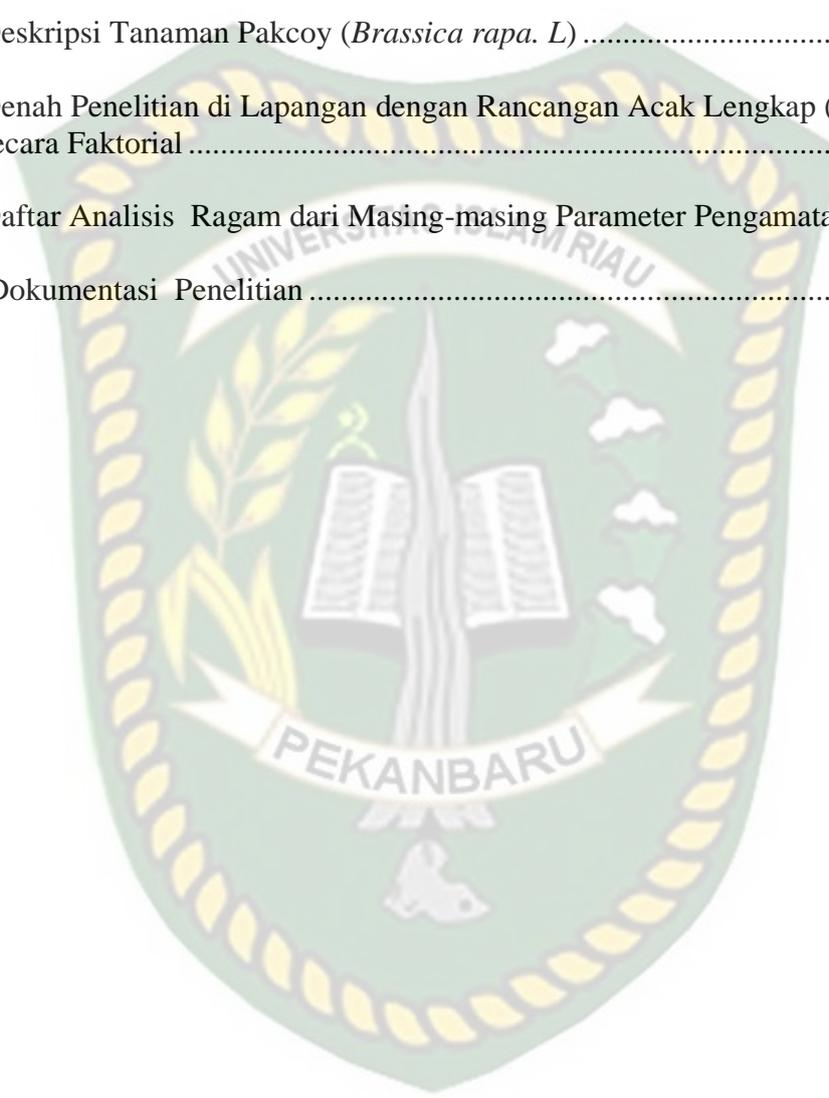 eskripsi Tanaman Pakcoy (Brassica rapa. L) ................................
enah Penelitian di Lapangan dengan Rancangan Acak Lengkap (
ecara Faktorial ................................................................................
aftar Analisis  Ragam dari Masing-masing Parameter Pengamata
Dokumentasi  Penelitian .................................................................
UNIVERSITAS ISLAM RIAU
PEKANBARU